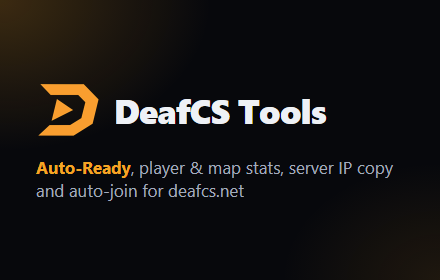 DeafCS Tools
Auto-Ready, player & map stats, server IP copy
and auto-join for deafcs.net